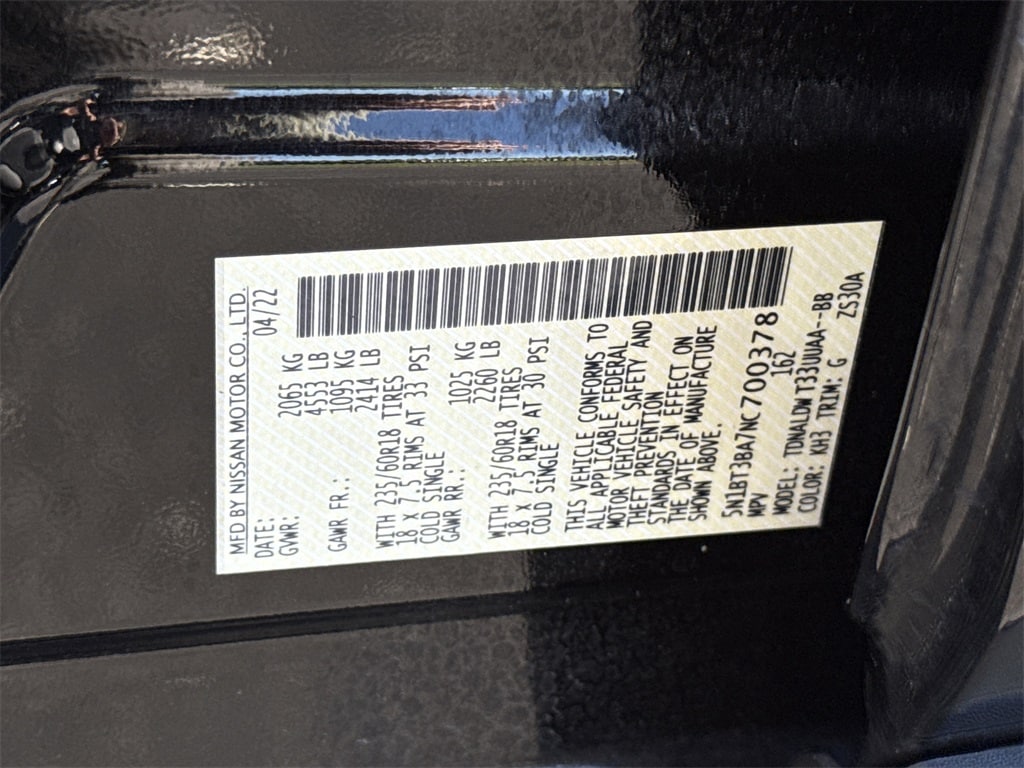 MFD BY NISSAN MOTOR CO., LTD.
DATE: 04/22
GVWR: 2065 KG
4553 LB
GAWR FR.: 1095 KG
2414 LB
WITH 235/60R18 TIRES
18 X 7.5 RIMS AT 33 PSI
COLD SINGLE
GAWR RR.: 1025 KG
2260 LB
WITH 235/60R18 TIRES
18 X 7.5 RIMS AT 30 PSI
COLD SINGLE
THIS VEHICLE CONFORMS TO
ALL APPLICABLE FEDERAL
MOTOR VEHICLE SAFETY AND
THEFT PREVENTION
STANDARDS IN EFFECT ON
THE DATE OF MANUFACTURE
SHOWN ABOVE.
5N1BT3BA7NC700378
MPV 162
MODEL: TDNALDW T33UUAA--BB
COLOR: KH3 TRIM: G ZS30A